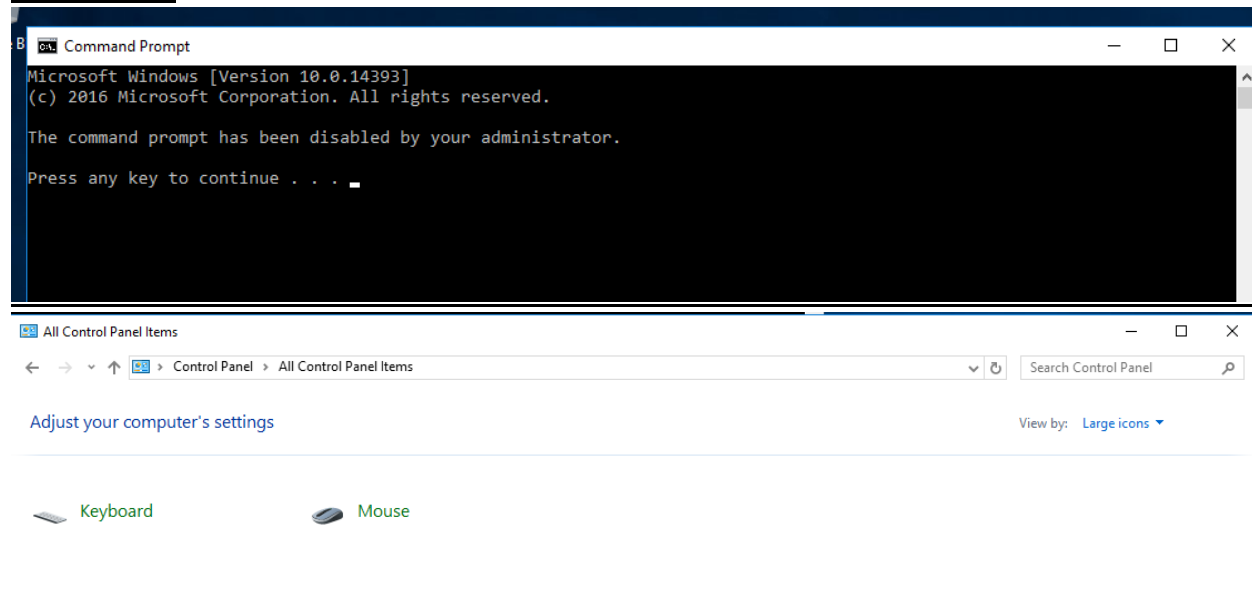 B
Command Prompt
Microsoft Windows [Version 10.0.14393]
(c) 2016 Microsoft Corporation. All rights reserved.
The command prompt has been disabled by your administrator.
Press any key to continue . . .
All Control Panel Items
Control Panel > All Control Panel Items
Search Control Panel
Adjust your computer's settings
View by: Large icons
Keyboard
Mouse